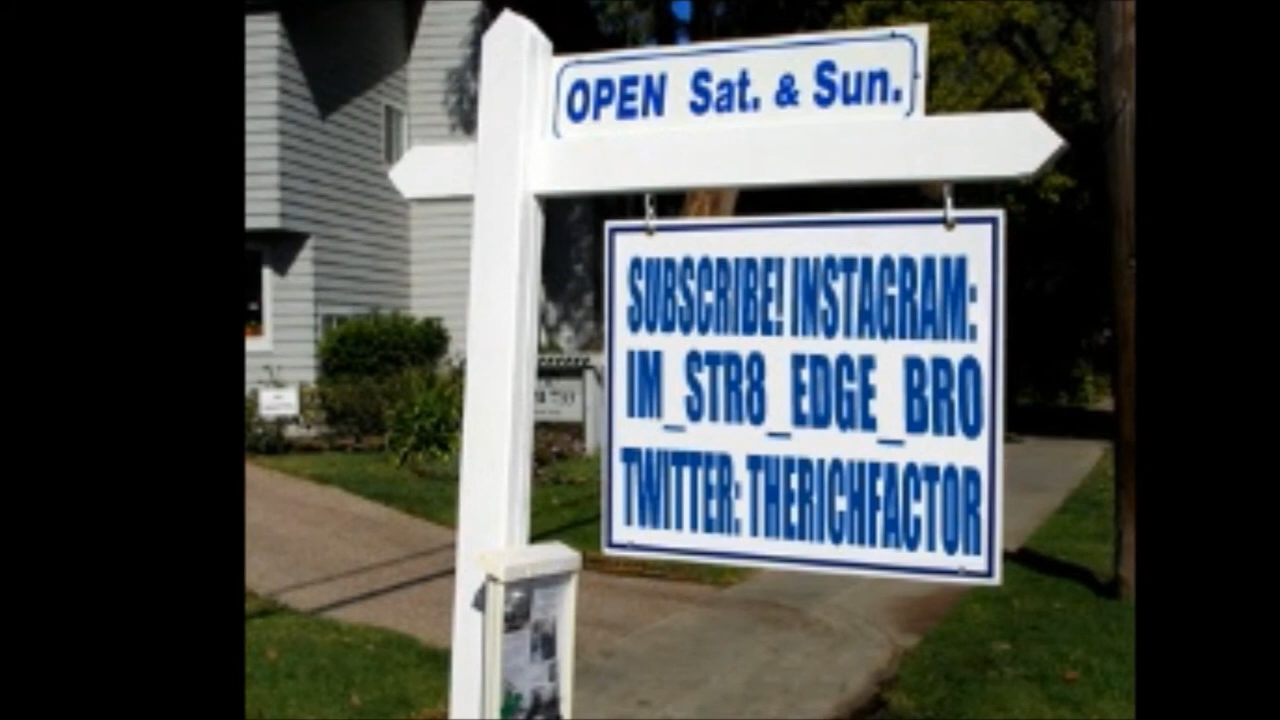 OPEN Sat. & Sun.
SUBSCRIBE! INSTAGRAM:
IM_STR8_EDGE_BRO
TWITTER: THERICHFACTOR